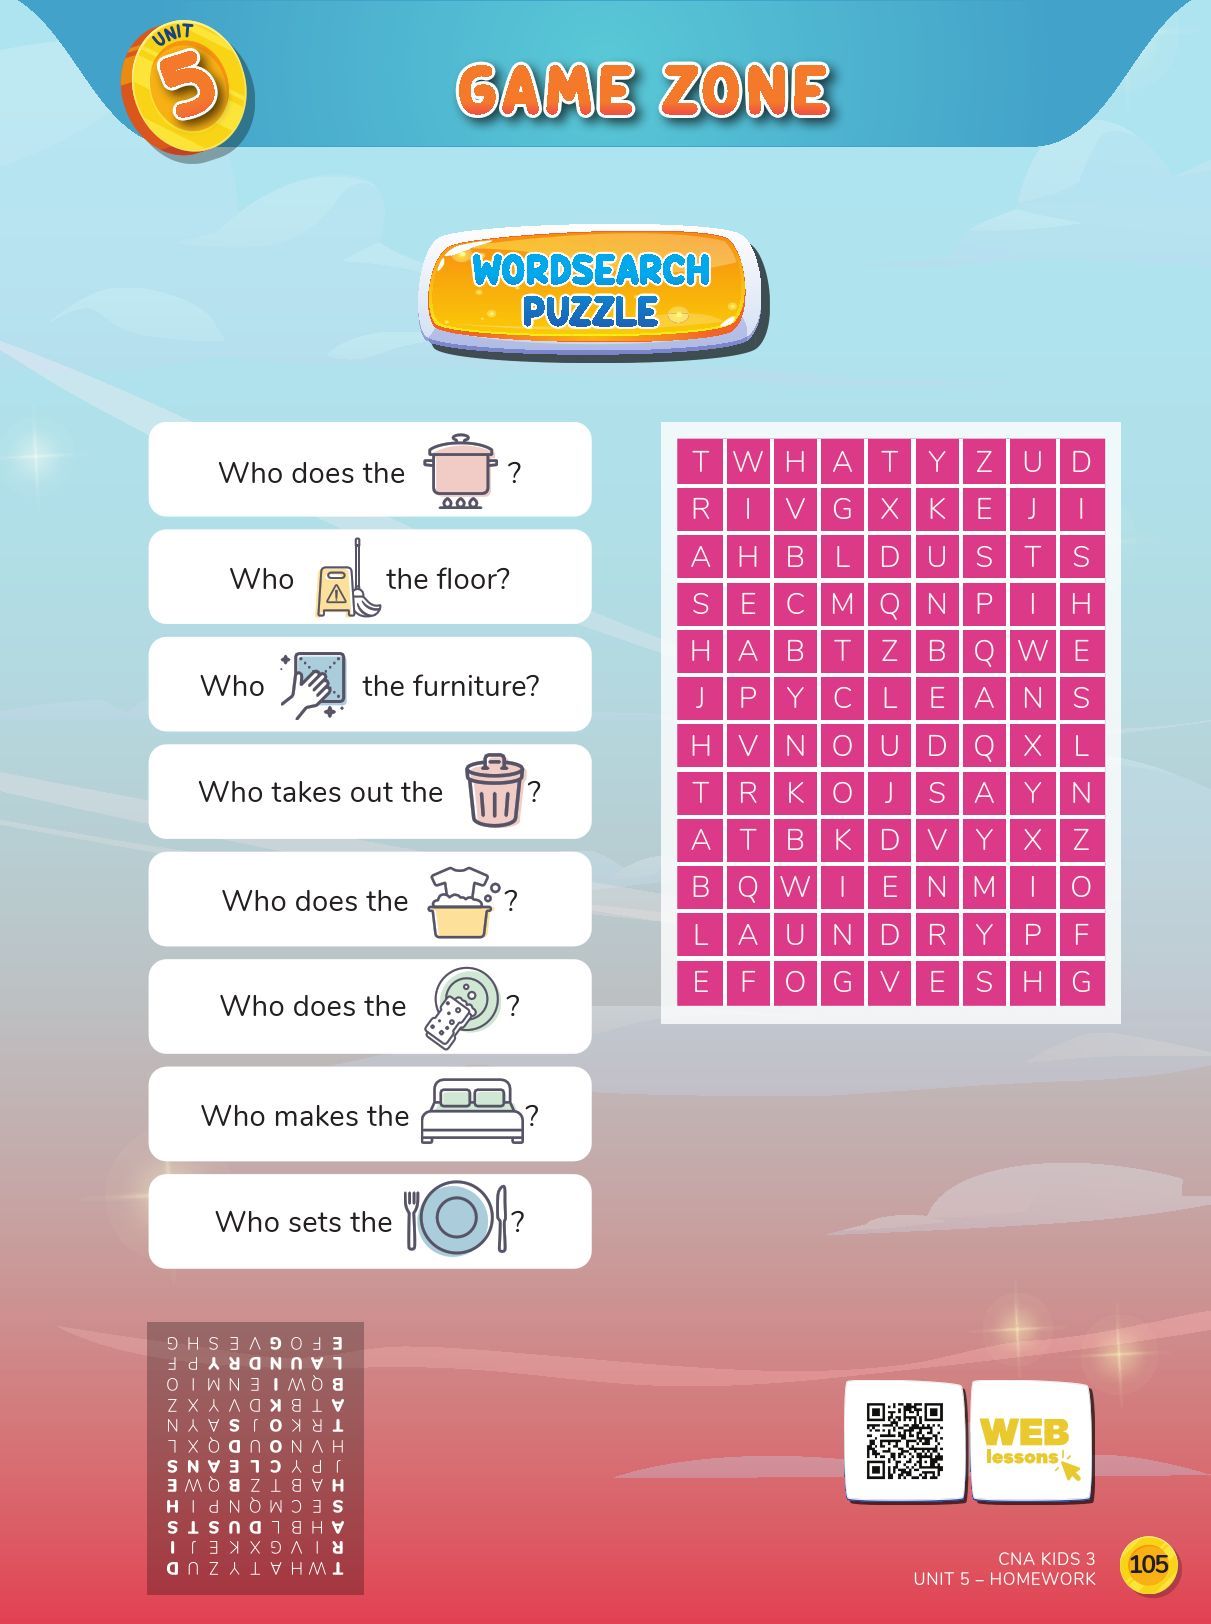 UNIT
5
GAME ZONE
WORDSEARCH
PUZZLE
Who does the ?
Who the floor?
Who the furniture?
Who takes out the ?
Who does the ?
Who does the ?
Who makes the ?
Who sets the ?
T W H A T Y Z U D
R I V G X K E J I
A H B L D U S T S
S E C M Q N P I H
H A B T Z B Q W E
J P Y C L E A N S
H V N O U D Q X L
T R K O J S A Y N
A T B K D V Y X Z
B Q W I E N M I O
L A U N D R Y P F
E F O G V E S H G
T W H A T Y Z U D
R I V G X K E J I
A H B L D U S T S
S E C M Q N P I H
H A B T Z B Q W E
J P Y C L E A N S
H V N O U D Q X L
T R K O J S A Y N
A T B K D V Y X Z
B Q W I E N M I O
L A U N D R Y P F
E F O G V E S H G
WEB
lessons
CNA KIDS 3
UNIT 5 – HOMEWORK
105